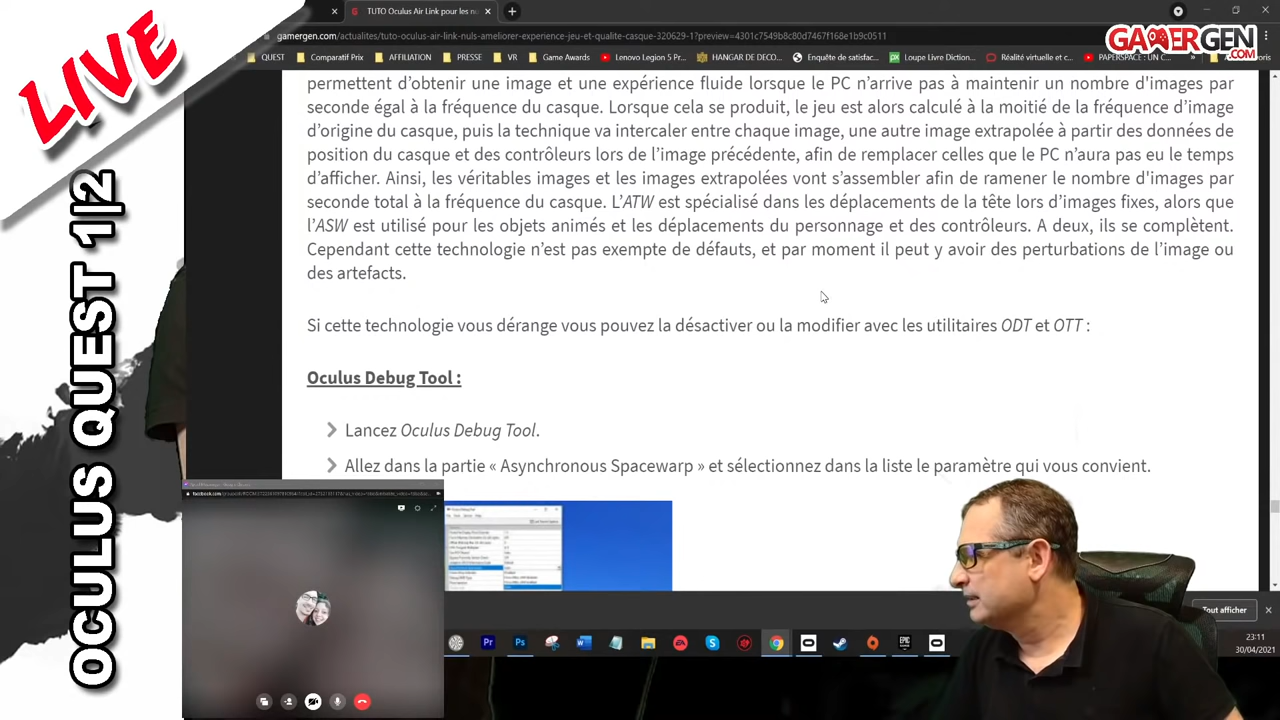 LIVE
OCULUS QUEST 1|2
GAMERGEN
.COM
TUTO Oculus Air Link pour les nu
gamergen.com/actualites/tuto-oculus-air-link-nuls-ameliorer-experience-jeu-et-qualite-casque-320629-1?preview=4301c7549b8c80d7467f168e1b9c0511
QUEST
Comparatif Prix
AFFILIATION
PRESSE
VR
Game Awards
Lenovo Legion 5 Pro...
HANGAR DE DECO...
Enquête de satisfac...
Loupe Livre Diction...
Réalité virtuelle et c...
PAPERSPACE : UN C...
permettent d'obtenir une image et une expérience fluide lorsque le PC n'arrive pas à maintenir un nombre d'images par
seconde égal à la fréquence du casque. Lorsque cela se produit, le jeu est alors calculé à la moitié de la fréquence d'image
d'origine du casque, puis la technique va intercaler entre chaque image, une autre image extrapolée à partir des données de
position du casque et des contrôleurs lors de l'image précédente, afin de remplacer celles que le PC n'aura pas eu le temps
d'afficher. Ainsi, les véritables images et les images extrapolées vont s'assembler afin de ramener le nombre d'images par
seconde total à la fréquence du casque. L'ATW est spécialisé dans les déplacements de la tête lors d'images fixes, alors que
l'ASW est utilisé pour les objets animés et les déplacements du personnage et des contrôleurs. A deux, ils se complètent.
Cependant cette technologie n'est pas exempte de défauts, et par moment il peut y avoir des perturbations de l'image ou
des artefacts.
Si cette technologie vous dérange vous pouvez la désactiver ou la modifier avec les utilitaires ODT et OTT :
Oculus Debug Tool :
Lancez Oculus Debug Tool.
Allez dans la partie « Asynchronous Spacewarp » et sélectionnez dans la liste le paramètre qui vous convient.
Tout afficher
23:11
30/04/2021